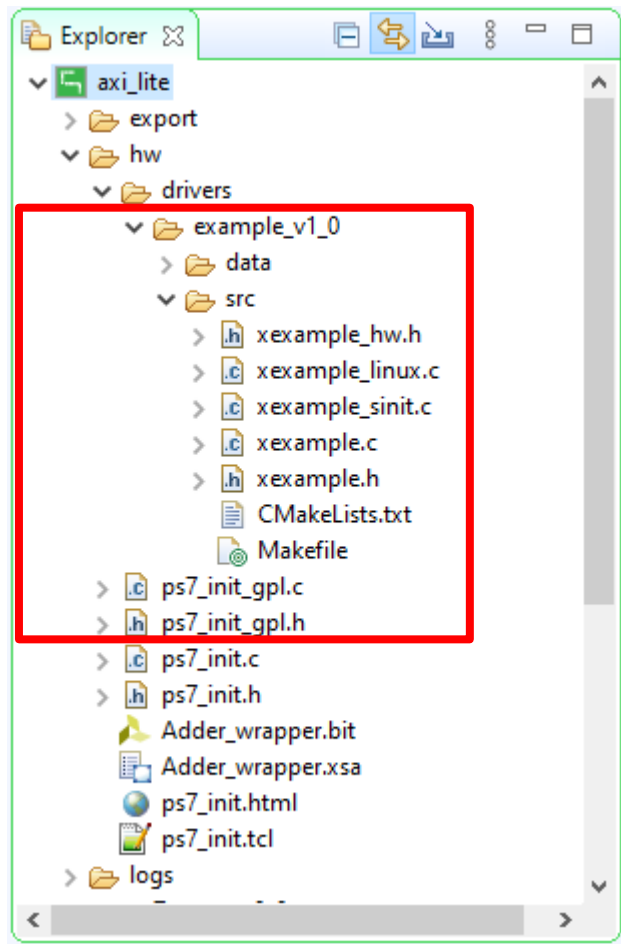 Explorer
axi_lite
export
hw
drivers
example_v1_0
data
src
xexample_hw.h
xexample_linux.c
xexample_sinit.c
xexample.c
xexample.h
CMakeLists.txt
Makefile
ps7_init_gpl.c
ps7_init_gpl.h
ps7_init.c
ps7_init.h
Adder_wrapper.bit
Adder_wrapper.xsa
ps7_init.html
ps7_init.tcl
logs